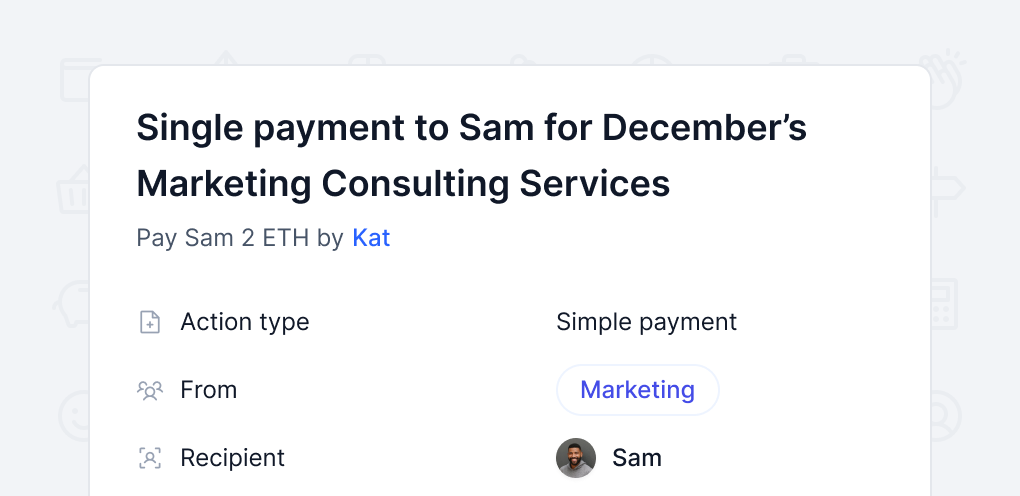 Single payment to Sam for December’s
Marketing Consulting Services
Pay Sam 2 ETH by Kat
Action type Simple payment
From Marketing
Recipient Sam